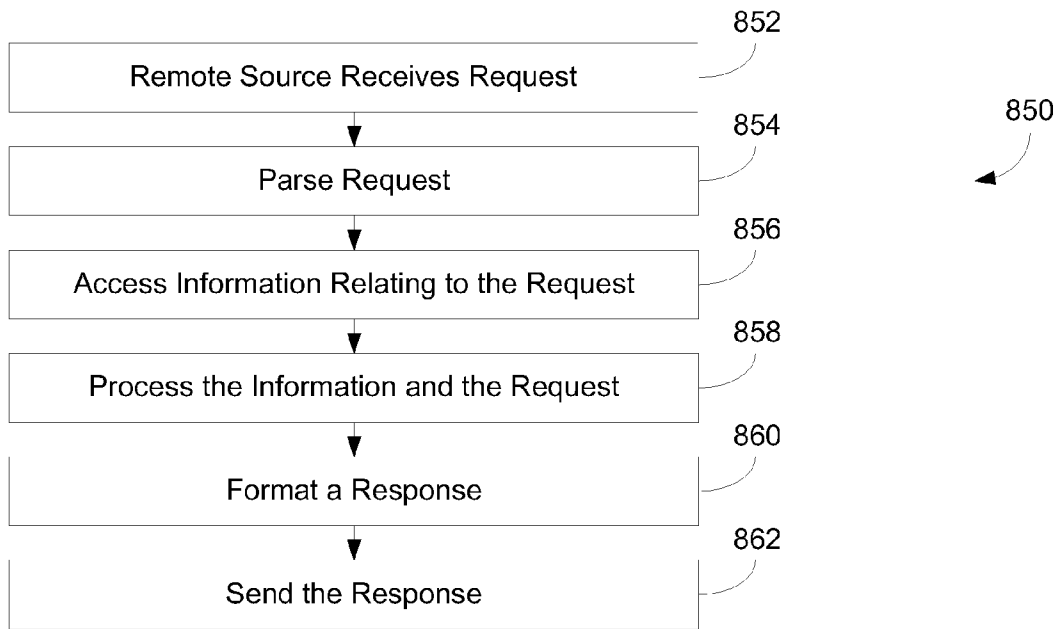 852
Remote Source Receives Request
854
850
Parse Request
856
Access Information Relating to the Request
858
Process the Information and the Request
860
Format a Response
862
Send the Response